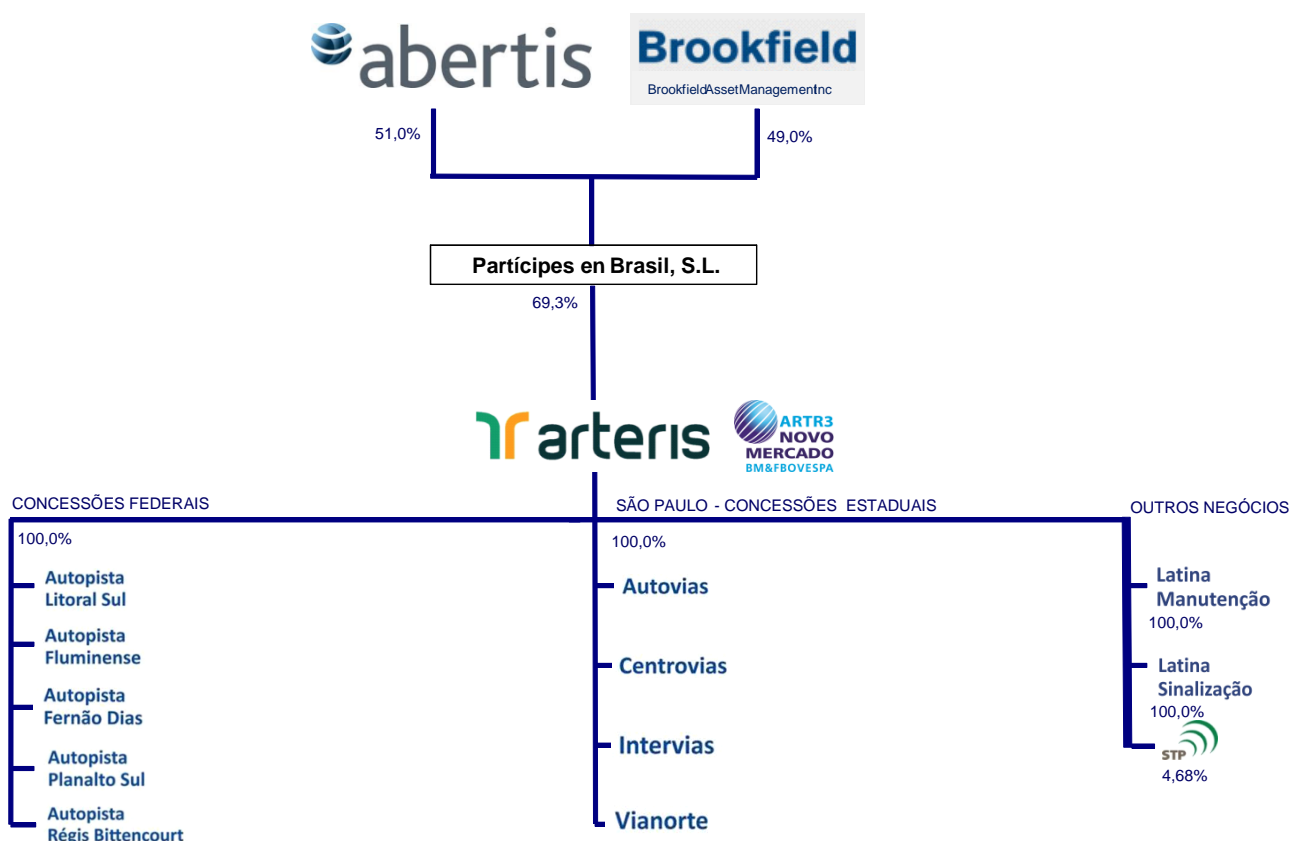 abertis
Brookfield
BrookfieldAssetManagementInc
51,0%
49,0%
Partícipes en Brasil, S.L.
69,3%
arteris
ARTR3
NOVO
MERCADO
BM&FBOVESPA
CONCESSÕES FEDERAIS
100,0%
Autopista
Litoral Sul
Autopista
Fluminense
Autopista
Fernão Dias
Autopista
Planalto Sul
Autopista
Régis Bittencourt
SÃO PAULO - CONCESSÕES ESTADUAIS
100,0%
Autovias
Centrovias
Intervias
Vianorte
OUTROS NEGÓCIOS
Latina
Manutenção
100,0%
Latina
Sinalização
100,0%
STP
4,68%